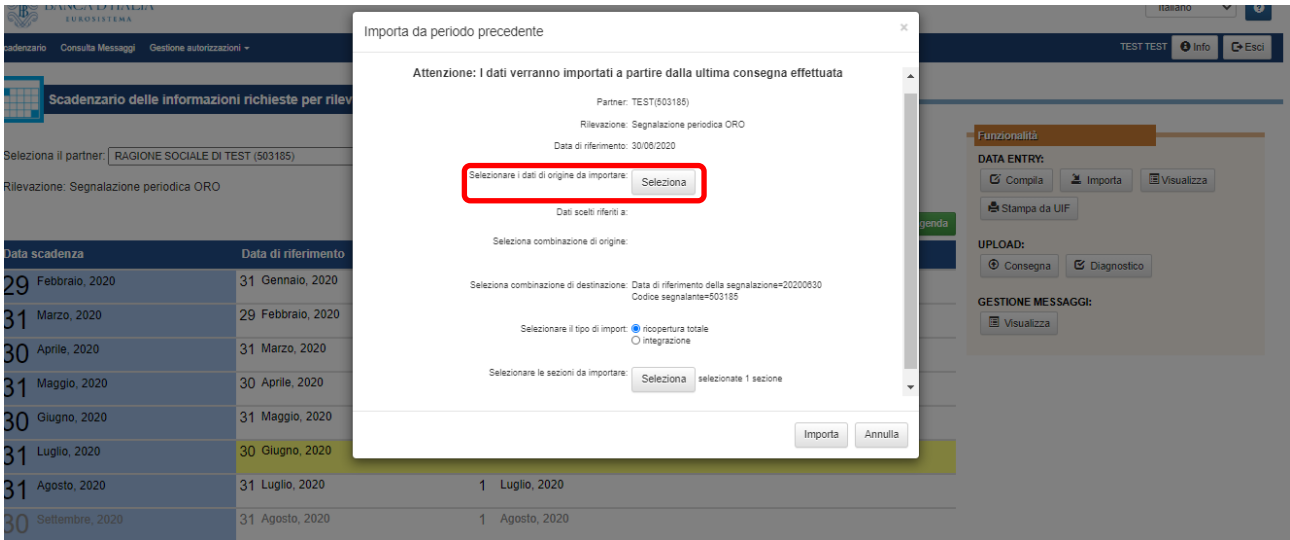 BANCA D'ITALIA
EUROSISTEMA
Italiano
cadenzario Consulta Messaggi Gestione autorizzazioni
TEST TEST Info Esci
Scadenzario delle informazioni richieste per rilev
Seleziona il partner: RAGIONE SOCIALE DI TEST (503185)
Rilevazione: Segnalazione periodica ORO
genda
Data scadenza Data di riferimento
29 Febbraio, 2020 31 Gennaio, 2020
31 Marzo, 2020 29 Febbraio, 2020
30 Aprile, 2020 31 Marzo, 2020
31 Maggio, 2020 30 Aprile, 2020
30 Giugno, 2020 31 Maggio, 2020
31 Luglio, 2020 30 Giugno, 2020
31 Agosto, 2020 31 Luglio, 2020 1 Luglio, 2020
30 Settembre, 2020 31 Agosto, 2020 1 Agosto, 2020
Importa da periodo precedente ×
Attenzione: I dati verranno importati a partire dalla ultima consegna effettuata
Partner: TEST(503185)
Rilevazione: Segnalazione periodica ORO
Data di riferimento: 30/06/2020
Selezionare i dati di origine da importare: Seleziona
Dati scelti riferiti a:
Seleziona combinazione di origine:
Seleziona combinazione di destinazione: Data di riferimento della segnalazione=20200630
Codice segnalante=503185
Selezionare il tipo di import: ricopertura totale
integrazione
Selezionare le sezioni da importare: Seleziona selezionate 1 sezione
Importa Annulla
Funzionalità
DATA ENTRY:
Compila Importa Visualizza
Stampa da UIF
UPLOAD:
Consegna Diagnostico
GESTIONE MESSAGGI:
Visualizza